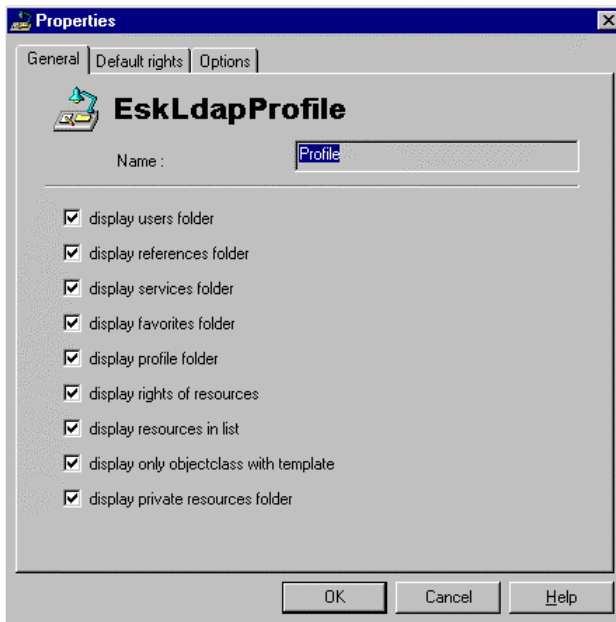 Properties
General Default rights Options
EskLdapProfile
Name : Profile
display users folder
display references folder
display services folder
display favorites folder
display profile folder
display rights of resources
display resources in list
display only objectclass with template
display private resources folder
OK Cancel Help